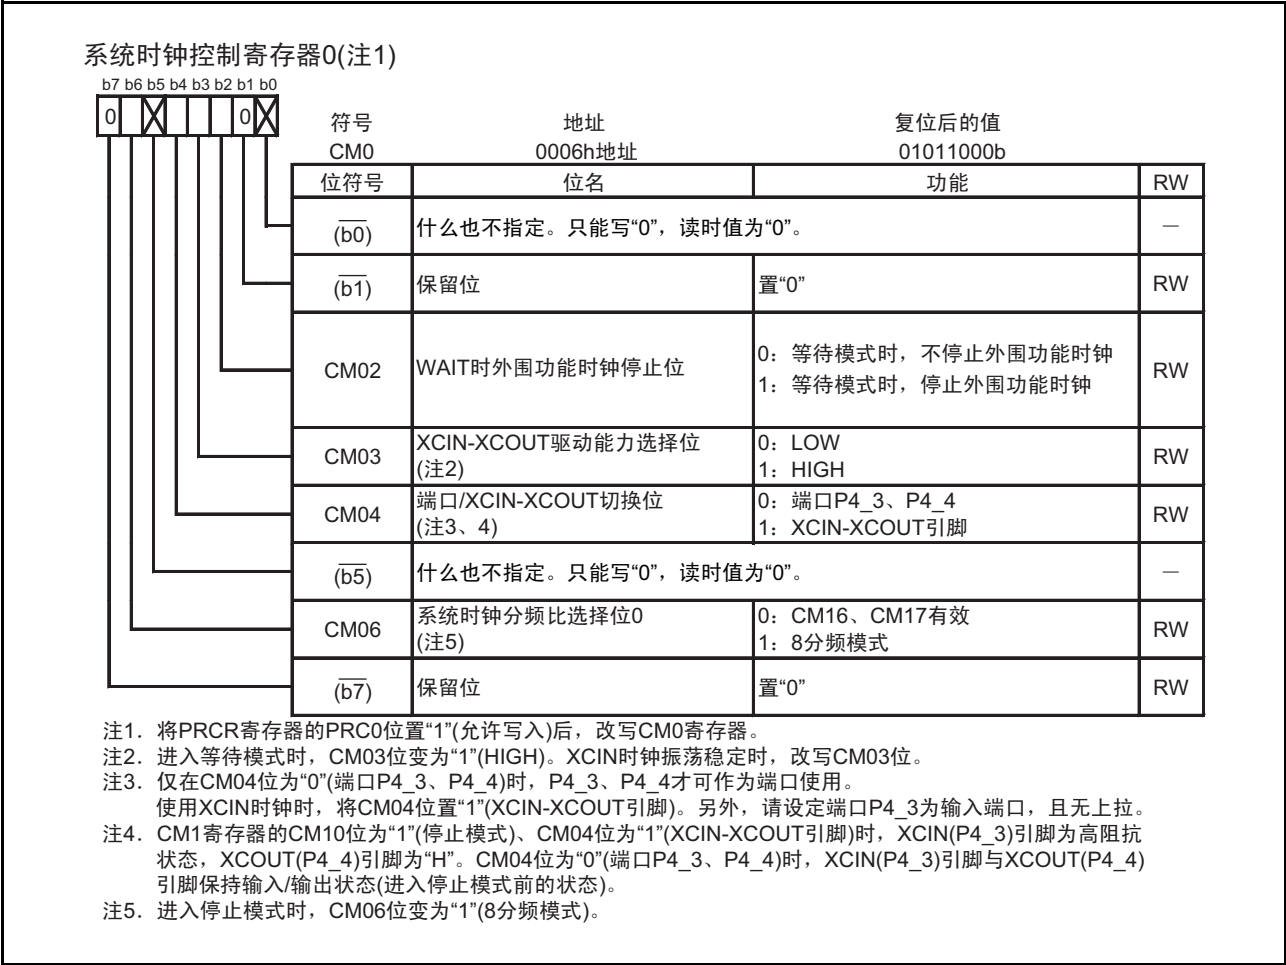 系统时钟控制寄存器0(注1)
b7 b6 b5 b4 b3 b2 b1 b0
0 0
符号 地址 复位后的值
CM0 0006h地址 01011000b
位符号 位名 功能 RW
—
(b0) 什么也不指定。只能写“0”，读时值为“0”。 —
—
(b1) 保留位 置“0” RW
CM02 WAIT时外围功能时钟停止位 0：等待模式时，不停止外围功能时钟 RW
1：等待模式时，停止外围功能时钟
CM03 XCIN-XCOUT驱动能力选择位 0：LOW RW
(注2) 1：HIGH
CM04 端口/XCIN-XCOUT切换位 0：端口P4_3、P4_4 RW
(注3、4) 1：XCIN-XCOUT引脚
—
(b5) 什么也不指定。只能写“0”，读时值为“0”。 —
CM06 系统时钟分频比选择位0 0：CM16、CM17有效 RW
(注5) 1：8分频模式
—
(b7) 保留位 置“0” RW
注1．将PRCR寄存器的PRC0位置“1”(允许写入)后，改写CM0寄存器。
注2．进入等待模式时，CM03位变为“1”(HIGH)。XCIN时钟振荡稳定时，改写CM03位。
注3．仅在CM04位为“0”(端口P4_3、P4_4)时，P4_3、P4_4才可作为端口使用。
使用XCIN时钟时，将CM04位置“1”(XCIN-XCOUT引脚)。另外，请设定端口P4_3为输入端口，且无上拉。
注4．CM1寄存器的CM10位为“1”(停止模式)、CM04位为“1”(XCIN-XCOUT引脚)时，XCIN(P4_3)引脚为高阻抗
状态，XCOUT(P4_4)引脚为“H”。CM04位为“0”(端口P4_3、P4_4)时，XCIN(P4_3)引脚与XCOUT(P4_4)
引脚保持输入/输出状态(进入停止模式前的状态)。
注5．进入停止模式时，CM06位变为“1”(8分频模式)。